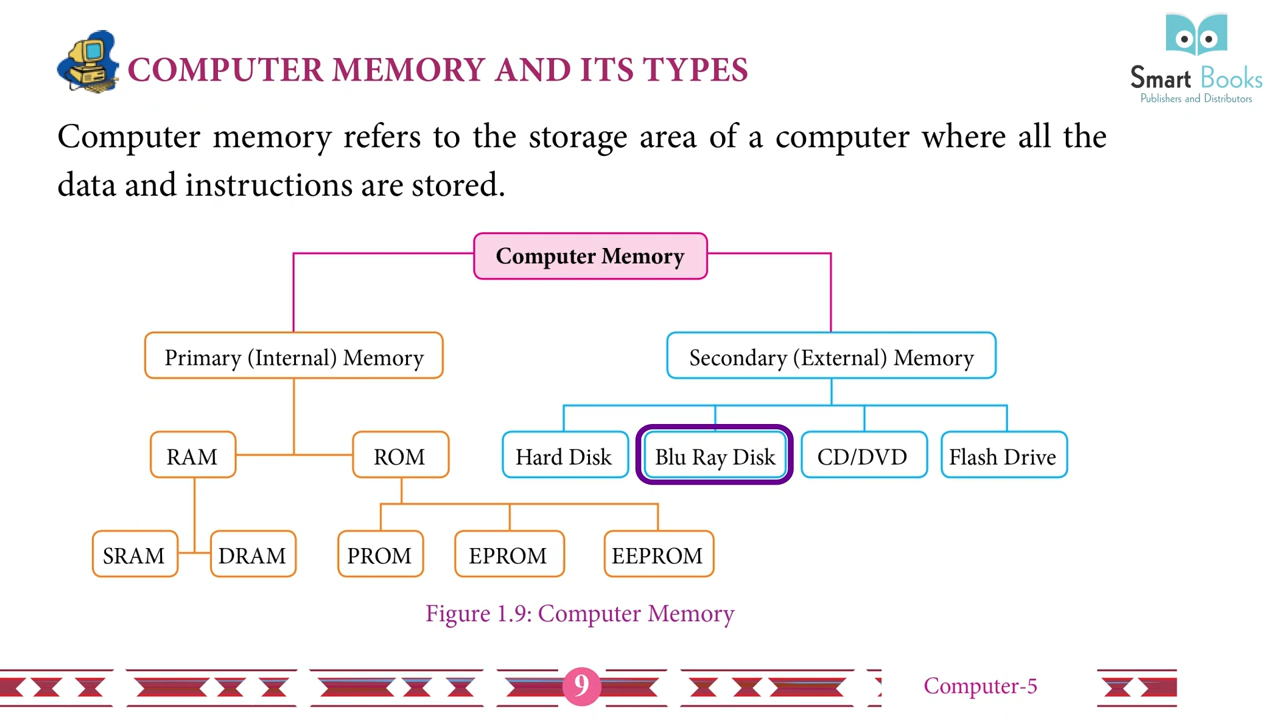 COMPUTER MEMORY AND ITS TYPES
Smart Books
Publishers and Distributors
Computer memory refers to the storage area of a computer where all the
data and instructions are stored.
Computer Memory
Primary (Internal) Memory
Secondary (External) Memory
RAM
ROM
Hard Disk
Blu Ray Disk
CD/DVD
Flash Drive
SRAM
DRAM
PROM
EPROM
EEPROM
Figure 1.9: Computer Memory
9
Computer-5